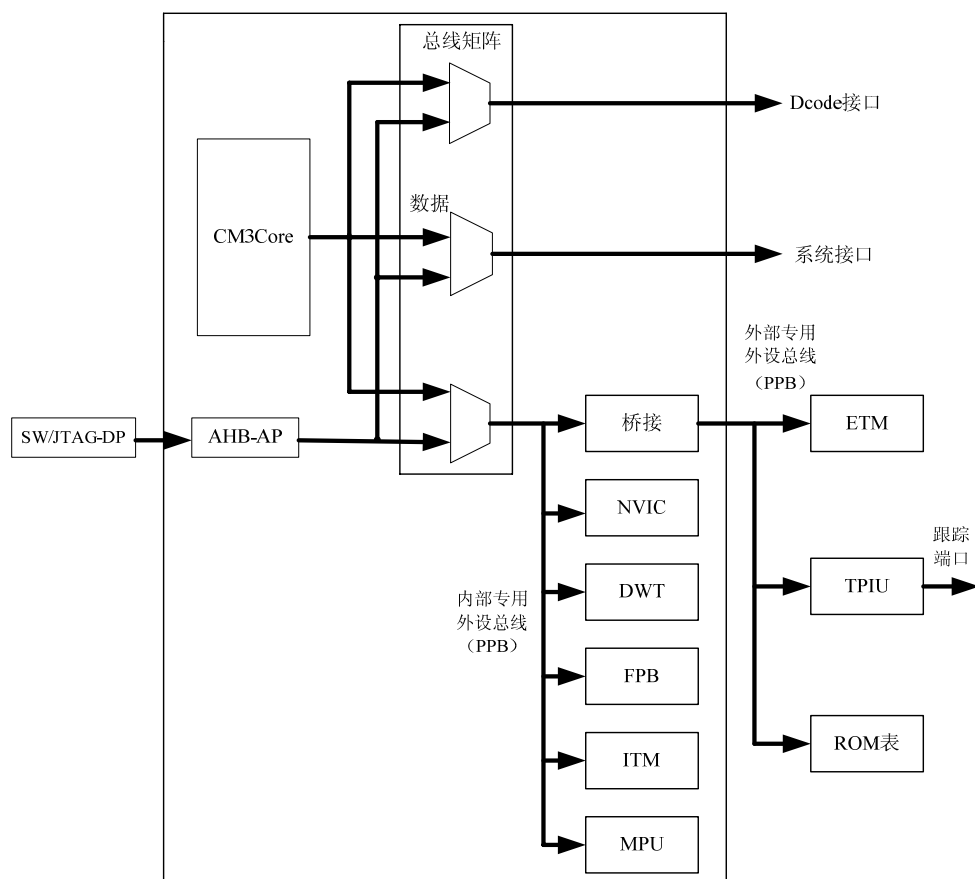 总线矩阵
Dcode接口
数据
CM3Core
系统接口
外部专用
外设总线
（PPB）
SW/JTAG-DP
AHB-AP
桥接
ETM
NVIC
跟踪
端口
DWT
TPIU
内部专用
外设总线
（PPB）
FPB
ROM表
ITM
MPU